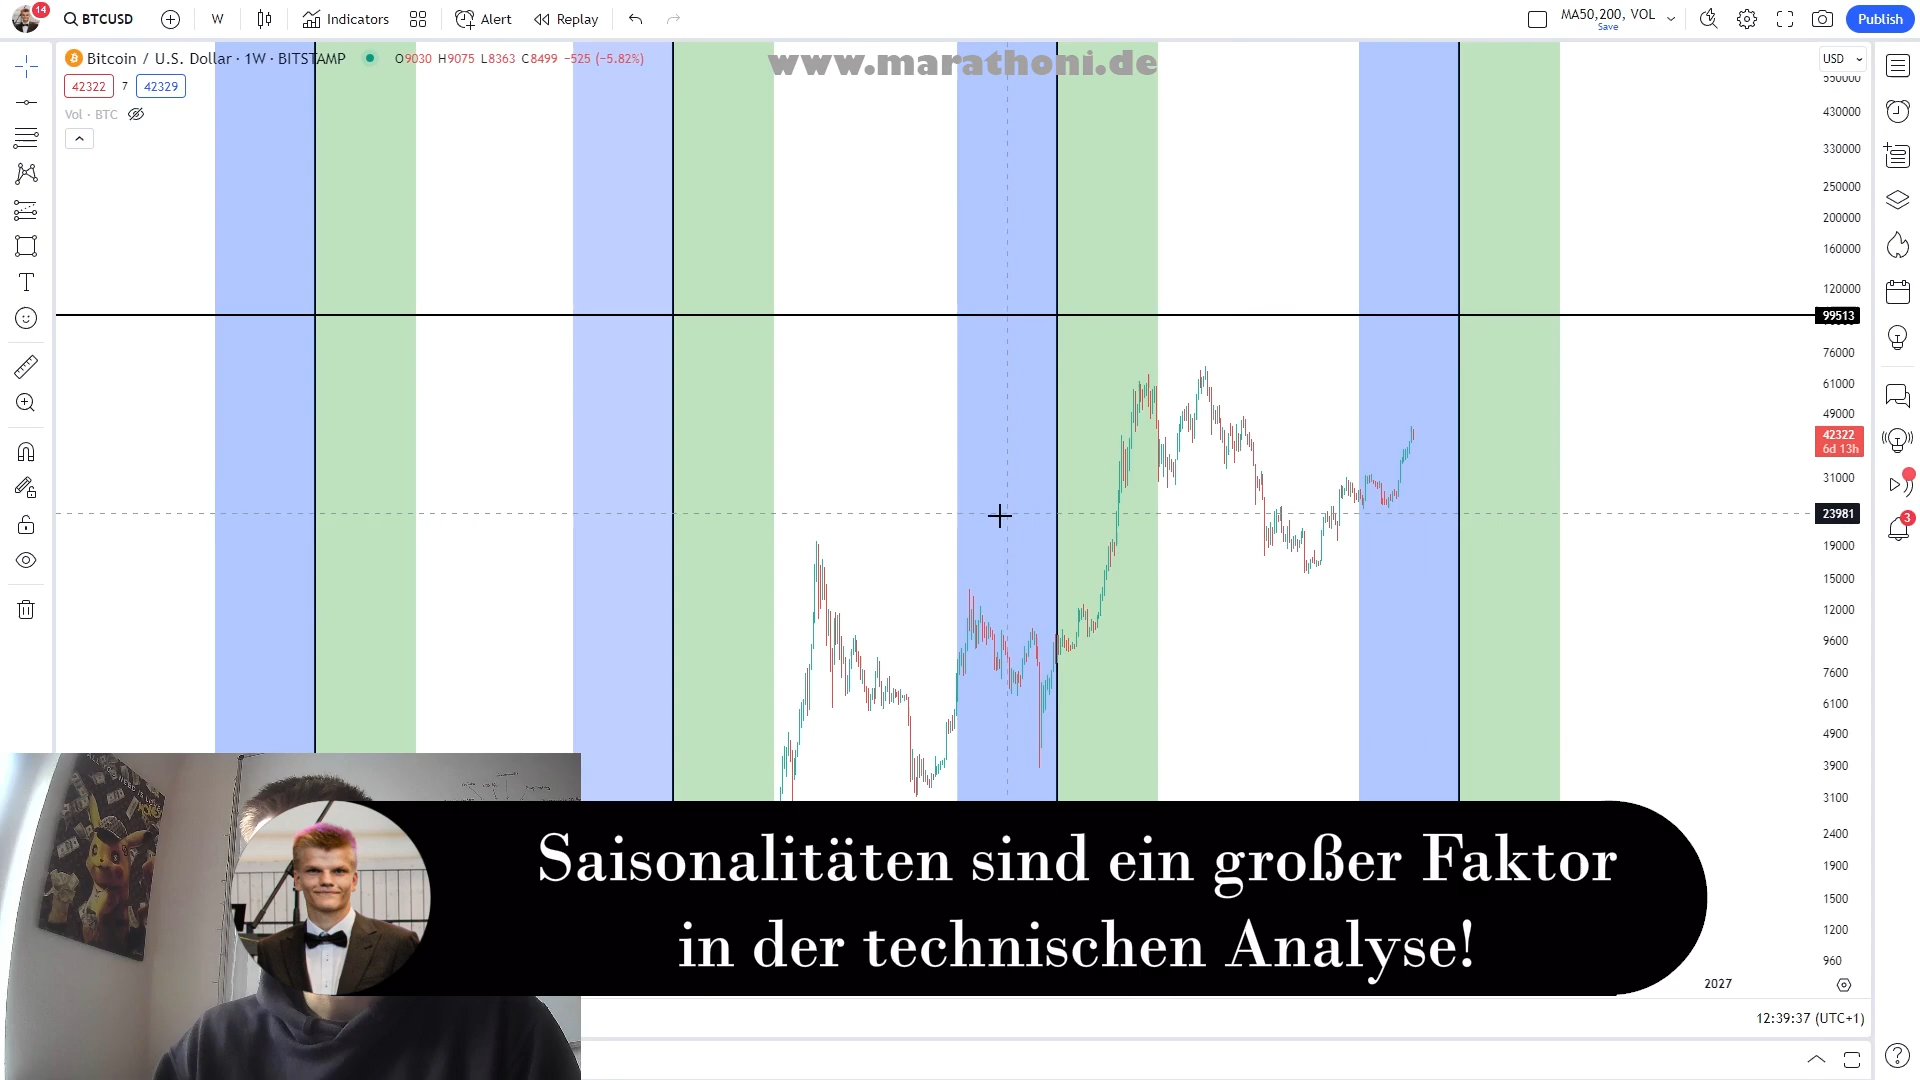 14
BTCUSD
W
Indicators
Alert
Replay
MA50,200, VOL
Save
Publish
Bitcoin / U.S. Dollar · 1W · BITSTAMP
O9030 H9075 L8363 C8499 −525 (−5.82%)
www.marathoni.de
USD
42322
7
42329
Vol · BTC
550000
430000
330000
250000
200000
160000
120000
99513
76000
61000
49000
42322
6d 13h
31000
23981
3
19000
15000
12000
9600
7600
6100
4900
3900
3100
2400
1900
1500
1200
960
Saisonalitäten sind ein großer Faktor
in der technischen Analyse!
2027
12:39:37 (UTC+1)